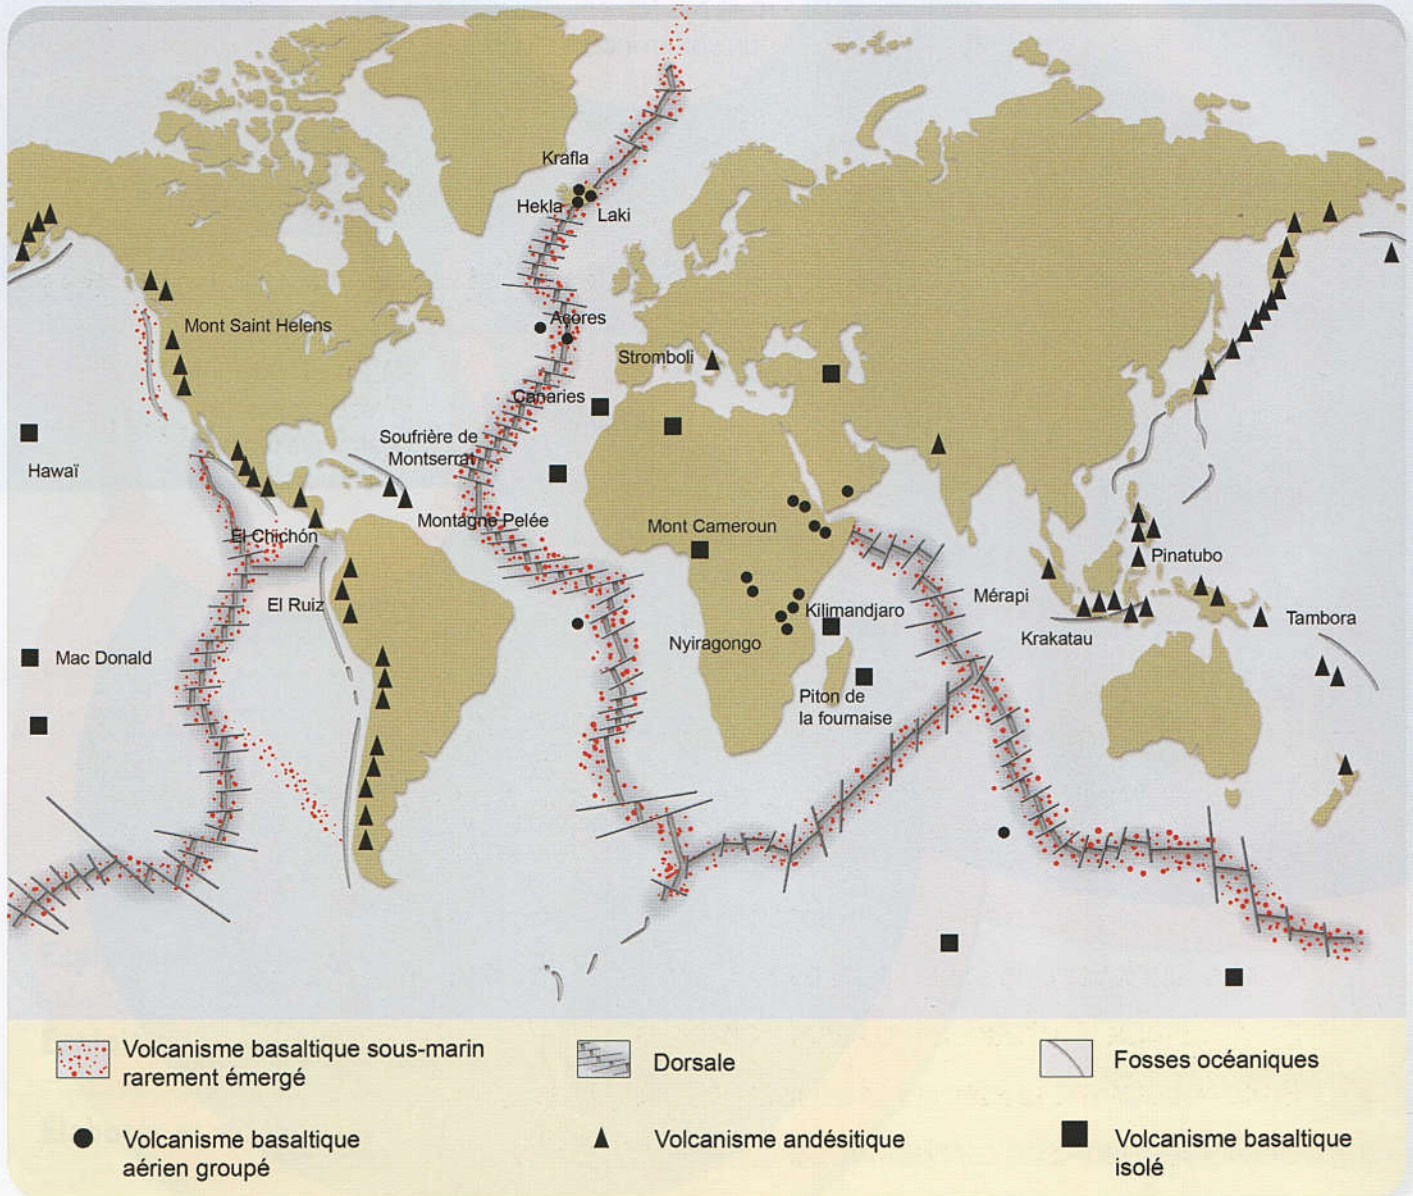 Krafla
Hekla
Laki
Mont Saint Helens
Açores
Stromboli
Canaries
Soufrière de
Montserrat
Hawaï
Montagne Pelée
Mont Cameroun
El Chichón
Pinatubo
El Ruiz
Kilimandjaro
Mérapi
Krakatau
Tambora
Nyiragongo
Mac Donald
Piton de
la fournaise
Volcanisme basaltique sous-marin
rarement émergé
Dorsale
Fosses océaniques
Volcanisme basaltique
aérien groupé
Volcanisme andésitique
Volcanisme basaltique
isolé